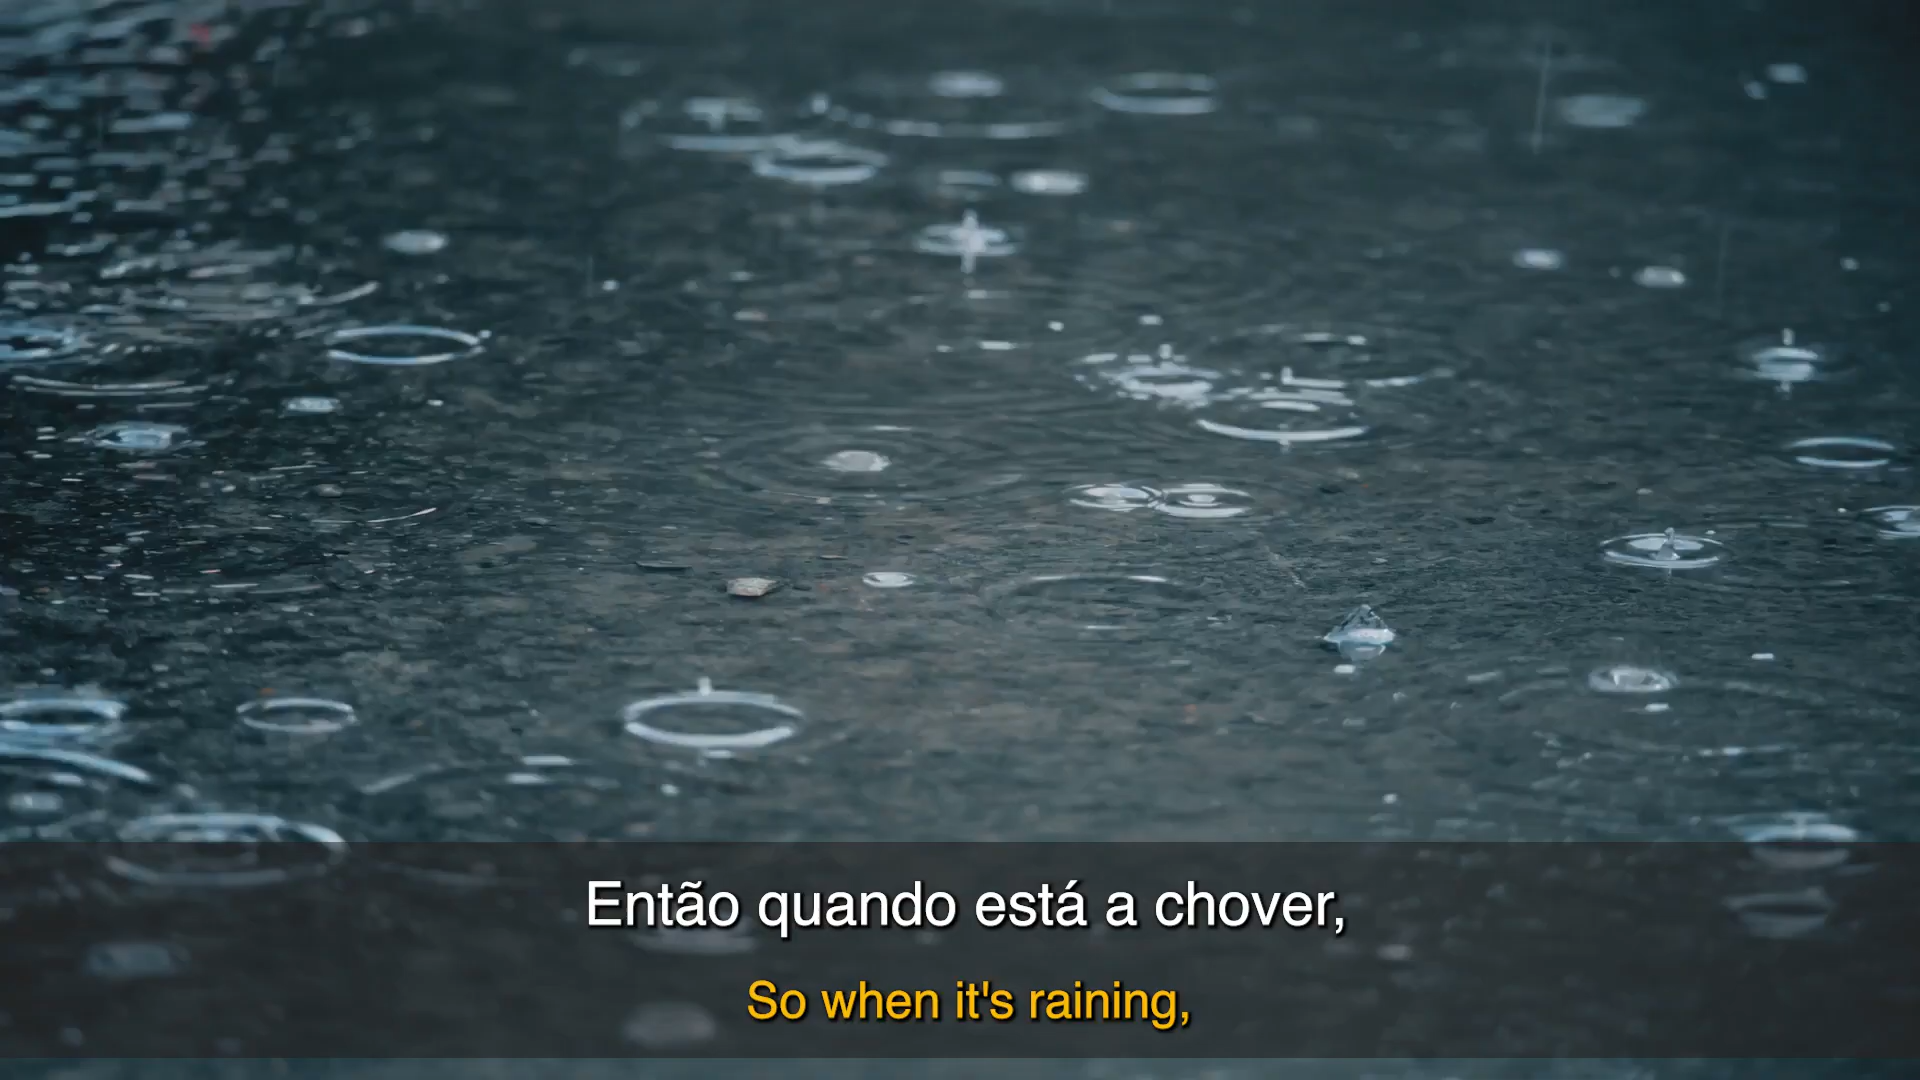 Então quando está a chover,
So when it's raining,